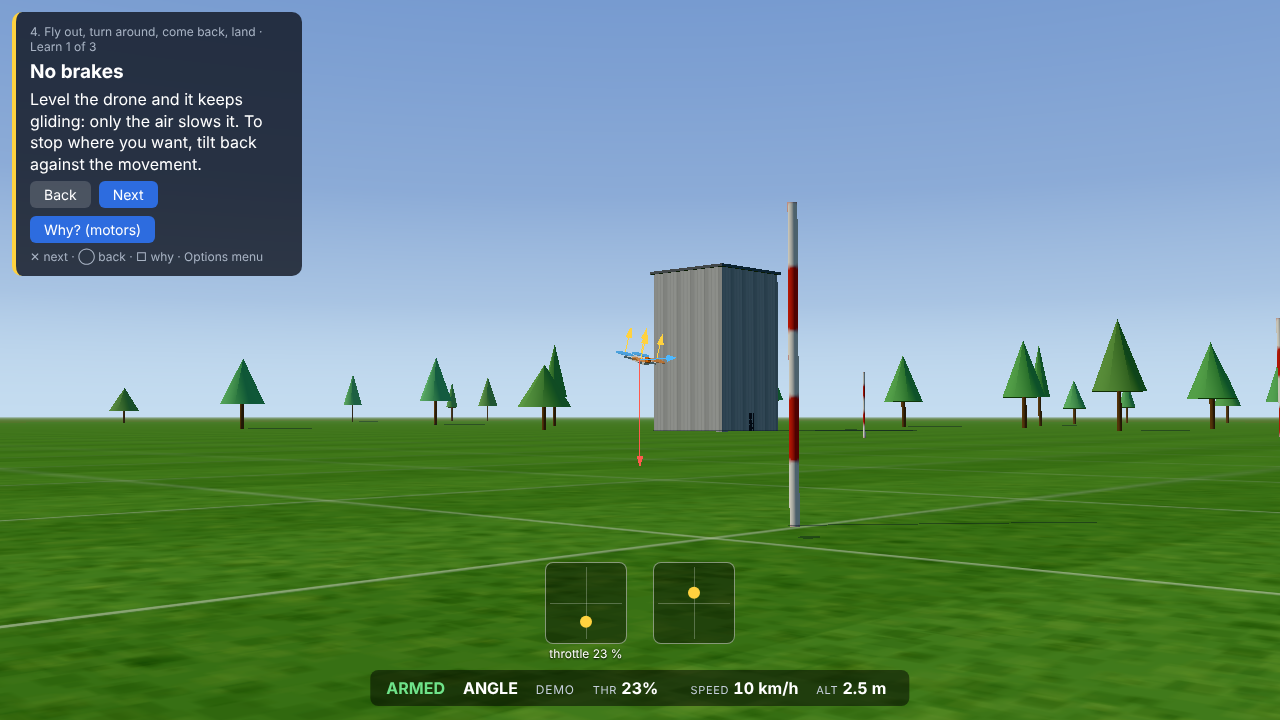 4. Fly out, turn around, come back, land ·
Learn 1 of 3
No brakes
Level the drone and it keeps
gliding: only the air slows it. To
stop where you want, tilt back
against the movement.
Back Next
Why? (motors)
✕ next · ◯ back · □ why · Options menu
throttle 23 %
ARMED ANGLE DEMO THR 23% SPEED 10 km/h ALT 2.5 m